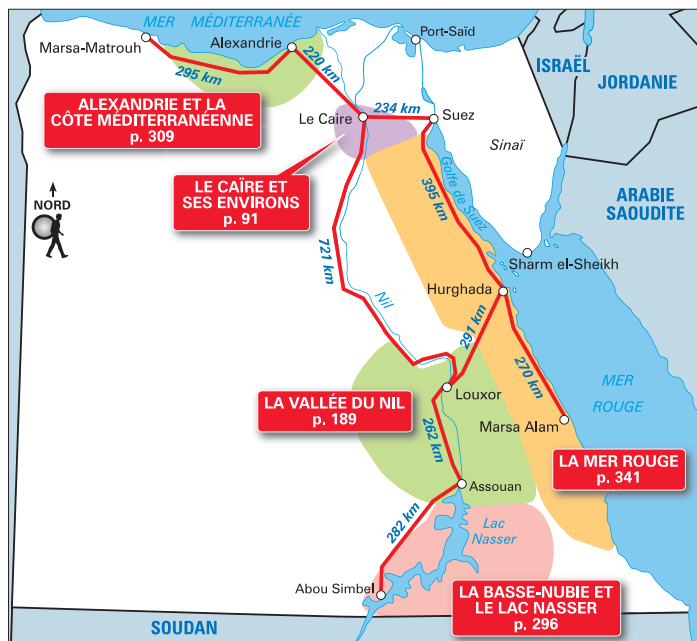 MER MÉDITERRANÉE
Marsa-Matrouh
Alexandrie
Port-Saïd
295 km
220 km
ISRAËL
JORDANIE
ALEXANDRIE ET LA
CÔTE MÉDITERRANÉENNE
p. 309
Le Caire
234 km
Suez
Sinaï
LE CAÏRE ET
SES ENVIRONS
p. 91
NORD
395 km
Golfe de Suez
ARABIE
SAOUDITE
721 km
Nil
Sharm el-Sheikh
Hurghada
291 km
270 km
MER
ROUGE
LA VALLÉE DU NIL
p. 189
Louxor
262 km
Marsa Alam
LA MER ROUGE
p. 341
Assouan
282 km
Lac
Nasser
Abou Simbel
LA BASSE-NUBIE ET
LE LAC NASSER
p. 296
SOUDAN